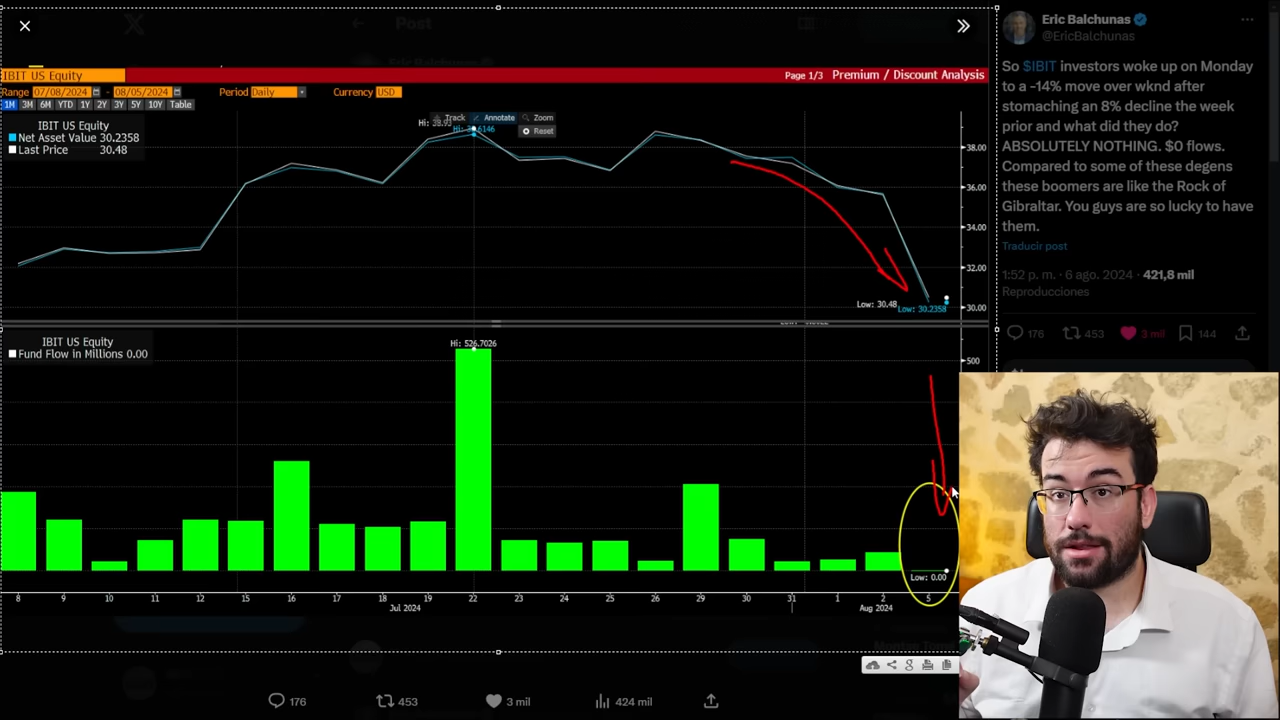 Post
IBIT US Equity
Page 1/3 Premium / Discount Analysis
Range 07/08/2024 - 08/05/2024 Period Daily Currency USD
1M 3M 6M YTD 1Y 2Y 3Y 5Y 10Y Table
Track Annotate Zoom
Reset
IBIT US Equity
Net Asset Value 30.2358
Last Price 30.48
38.00
36.00
34.00
32.00
30.00
Low: 30.48 Low: 30.2358
IBIT US Equity
Fund Flow in Millions 0.00
Hi: 526.7026
500
Low: 0.00
8 9 10 11 12 15 16 17 18 19 22 23 24 25 26 29 30 31 1 2 5
Jul 2024 Aug 2024
176 453 3 mil 424 mil
Eric Balchunas
@EricBalchunas
So $IBIT investors woke up on Monday
to a -14% move over wknd after
stomaching an 8% decline the week
prior and what did they do?
ABSOLUTELY NOTHING. $0 flows.
Compared to some of these degens
these boomers are like the Rock of
Gibraltar. You guys are so lucky to have
them.
Traducir post
1:52 p. m. · 6 ago. 2024 · 421,8 mil
Reproducciones
176 453 3 mil 144